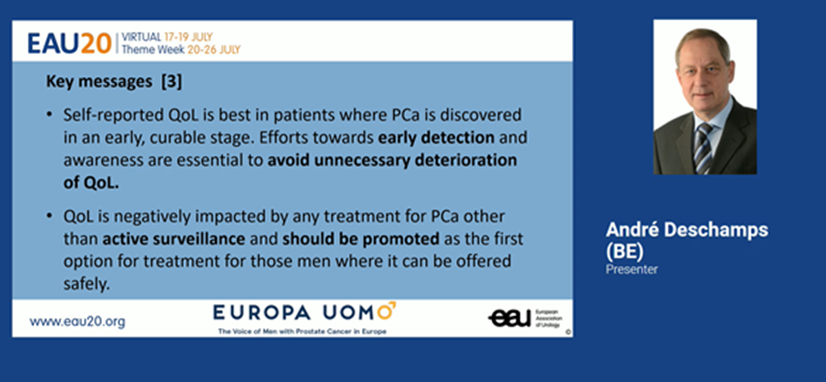 EAU20 VIRTUAL 17-19 JULY
Theme Week 20-26 JULY
Key messages [3]
• Self-reported QoL is best in patients where PCa is discovered
in an early, curable stage. Efforts towards early detection and
awareness are essential to avoid unnecessary deterioration
of QoL.
• QoL is negatively impacted by any treatment for PCa other
than active surveillance and should be promoted as the first
option for treatment for those men where it can be offered
safely.
www.eau20.org
EUROPA UOMO
The Voice of Men with Prostate Cancer in Europe
eau European
Association
of Urology
©
André Deschamps
(BE)
Presenter